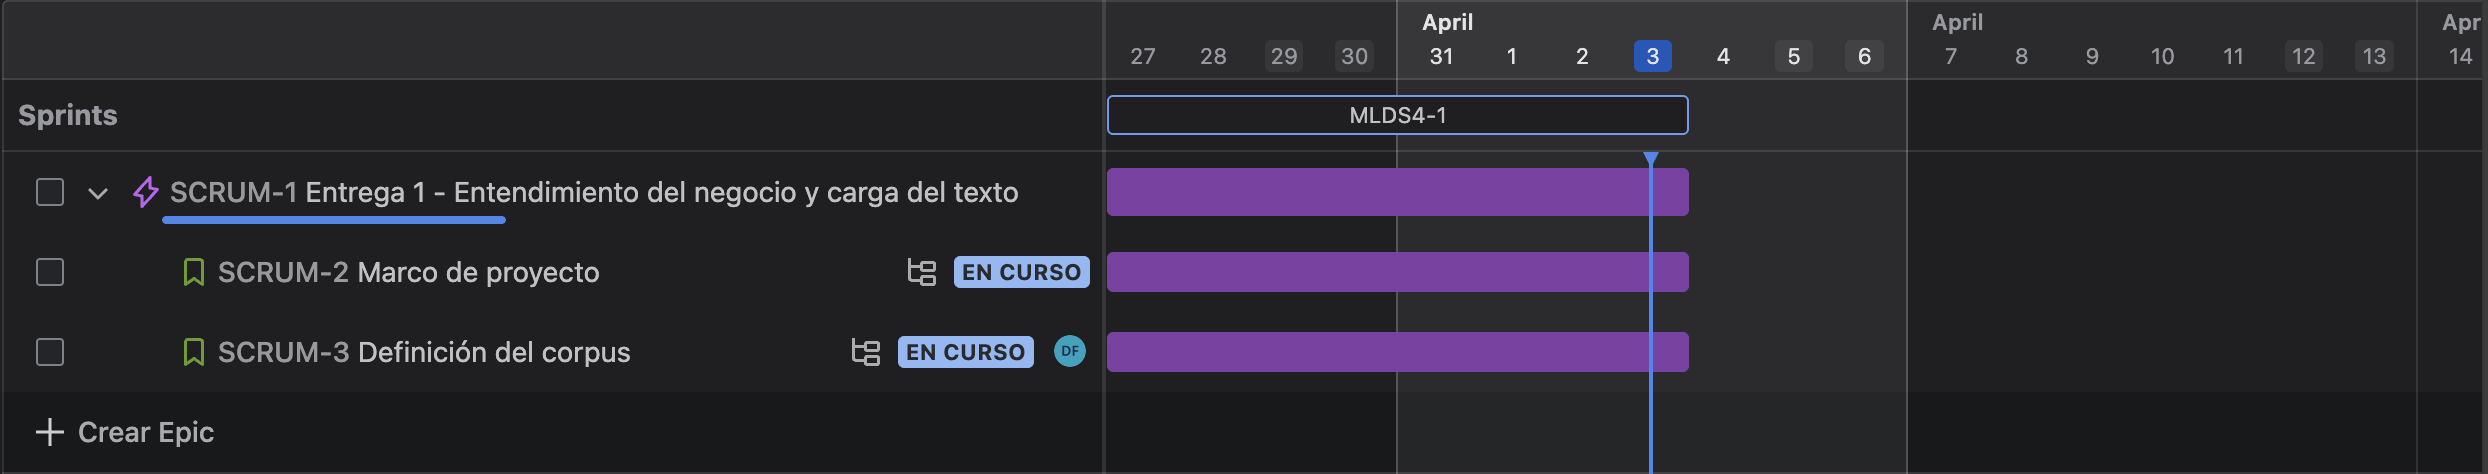 April April Apr
27 28 29 30 31 1 2 3 4 5 6 7 8 9 10 11 12 13 14
Sprints MLDS4-1
SCRUM-1 Entrega 1 - Entendimiento del negocio y carga del texto
SCRUM-2 Marco de proyecto EN CURSO
SCRUM-3 Definición del corpus EN CURSO DF
Crear Epic